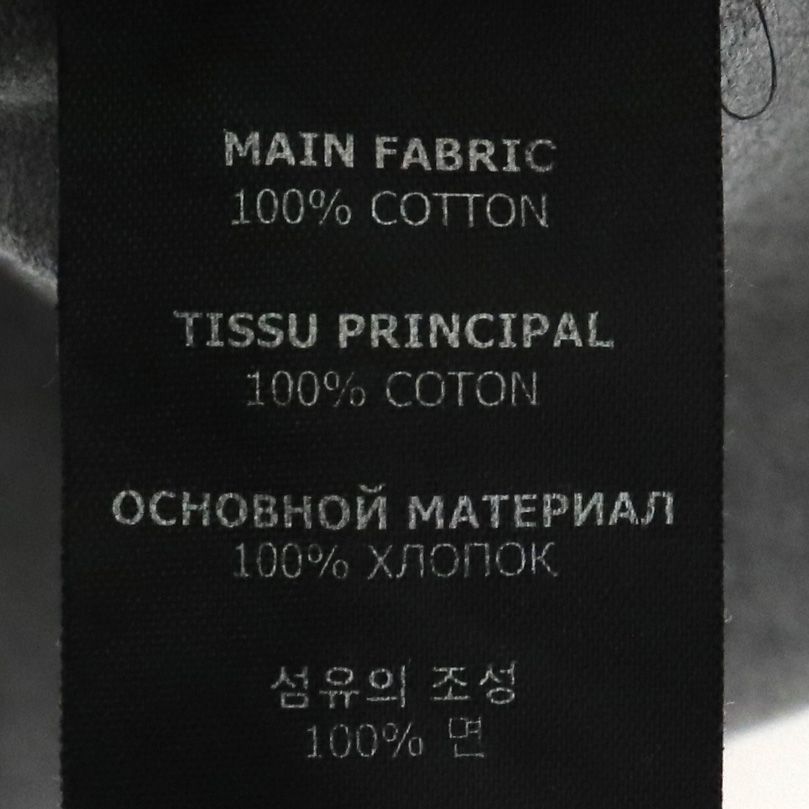 MAIN FABRIC
100% COTTON
TISSU PRINCIPAL
100% COTON
ОСНОВНОЙ МАТЕРИАЛ
100% ХЛОПОК
섬유의 조성
100% 면